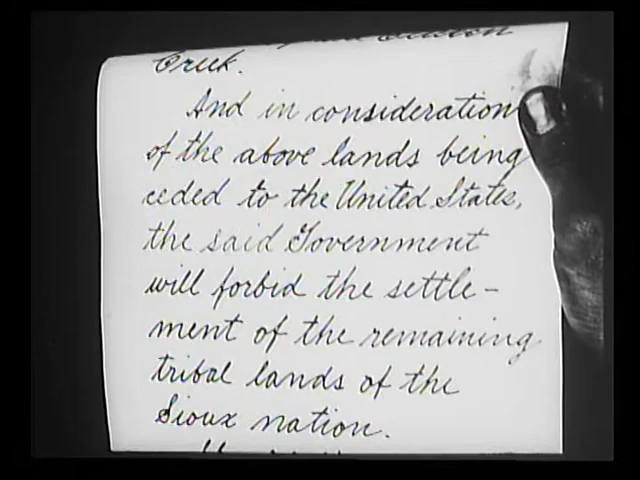 Creek.
And in consideration
of the above lands being
ceded to the United States,
the said Government
will forbid the settle-
ment of the remaining
tribal lands of the
Sioux nation.